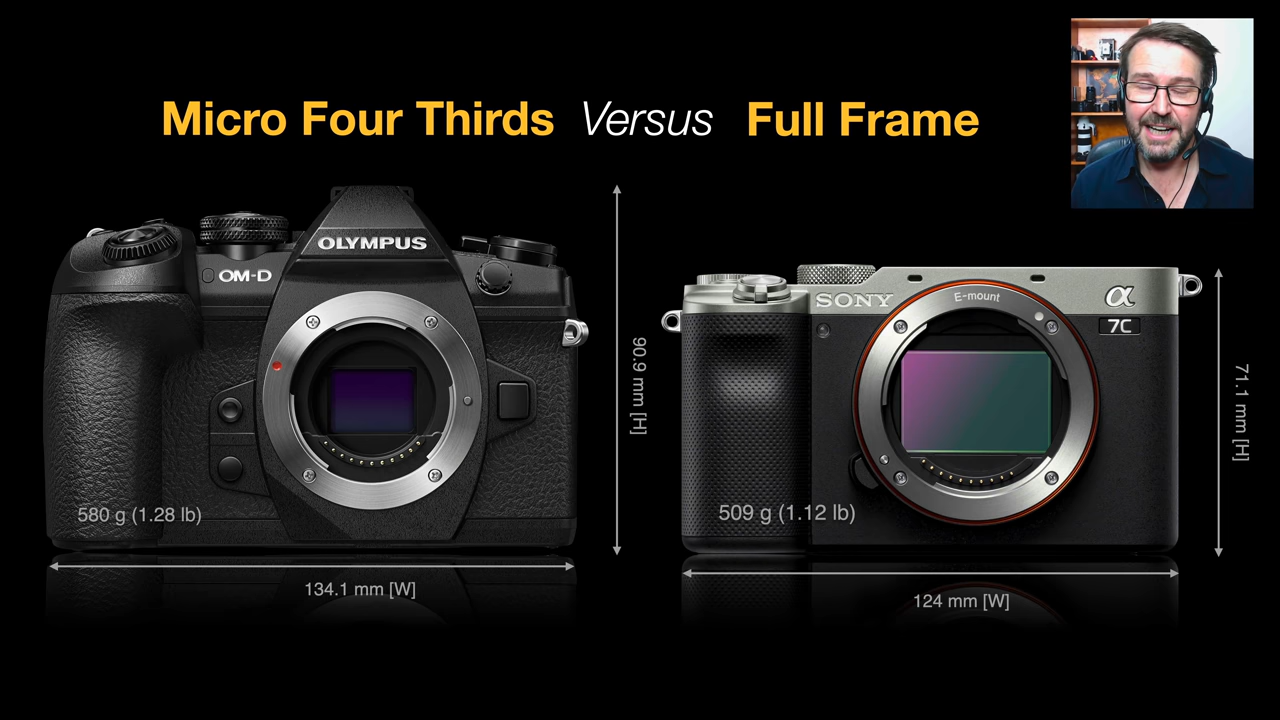 Micro Four Thirds Versus Full Frame
OLYMPUS
OM-D
580 g (1.28 lb)
134.1 mm [W]
90.9 mm [H]
E-mount
SONY
α
7C
509 g (1.12 lb)
124 mm [W]
71.1 mm [H]